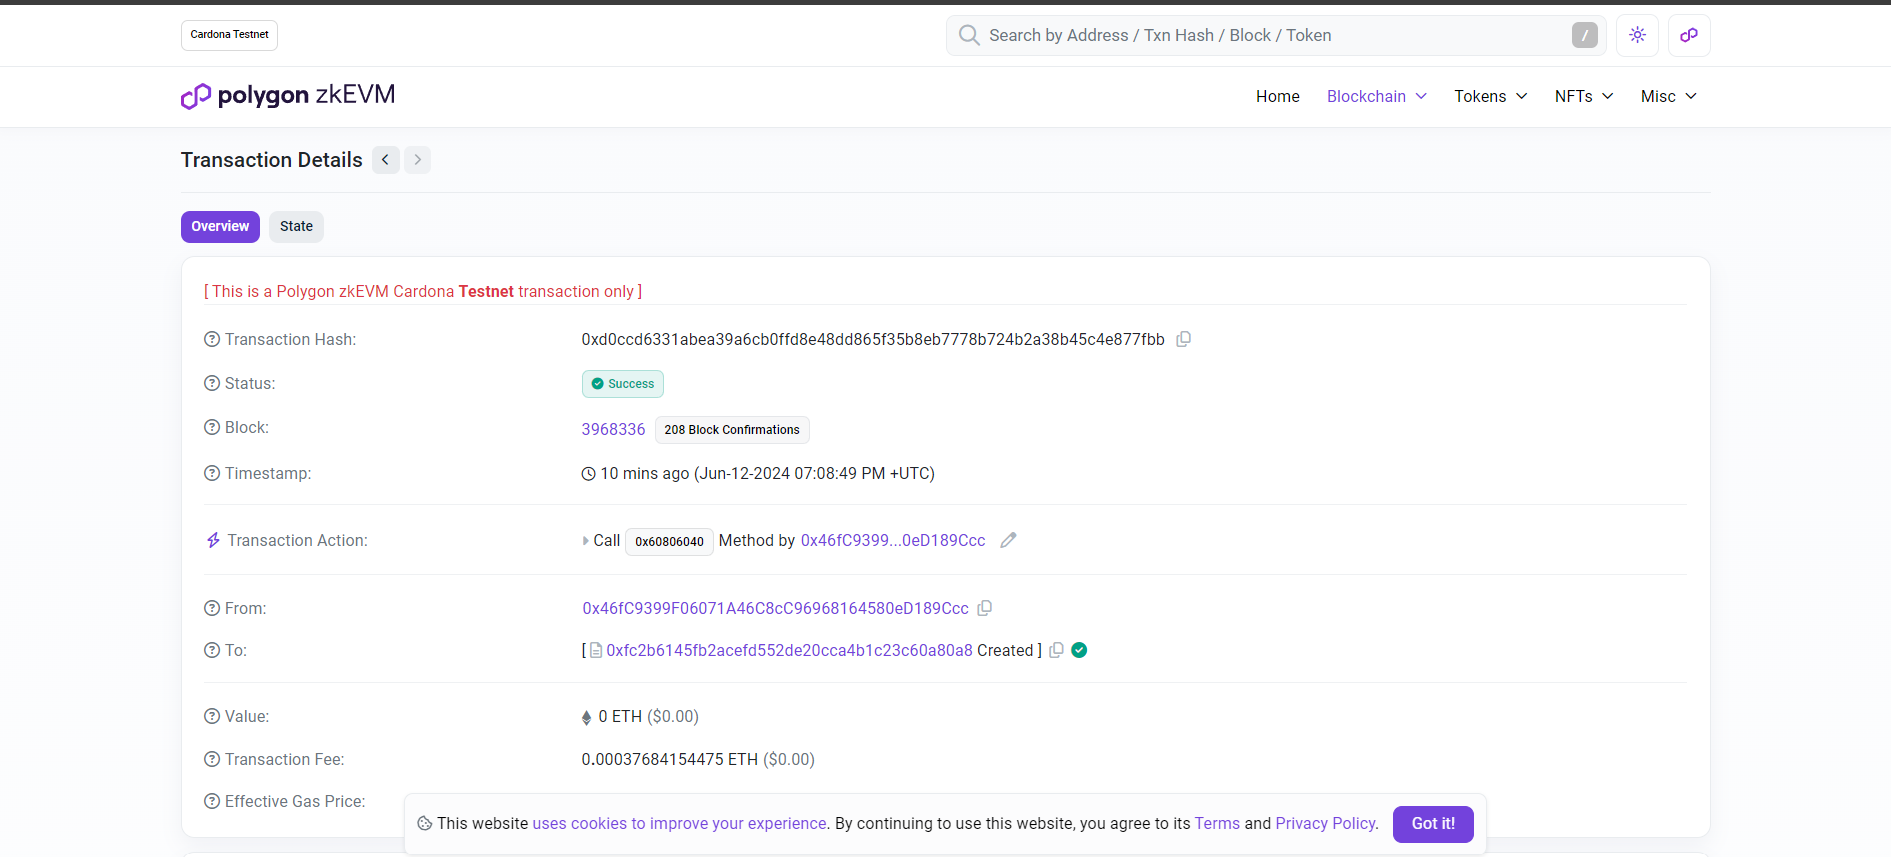 Cardona Testnet
Search by Address / Txn Hash / Block / Token /
polygon zkEVM
Home Blockchain Tokens NFTs Misc
Transaction Details
Overview State
[ This is a Polygon zkEVM Cardona Testnet transaction only ]
Transaction Hash: 0xd0ccd6331abea39a6cb0ffd8e48dd865f35b8eb7778b724b2a38b45c4e877fbb
Status: Success
Block: 3968336 208 Block Confirmations
Timestamp: 10 mins ago (Jun-12-2024 07:08:49 PM +UTC)
Transaction Action: Call 0x60806040 Method by 0x46fC9399...0eD189Ccc
From: 0x46fC9399F06071A46C8cC96968164580eD189Ccc
To: [ 0xfc2b6145fb2acefd552de20cca4b1c23c60a80a8 Created ]
Value: 0 ETH ($0.00)
Transaction Fee: 0.00037684154475 ETH ($0.00)
Effective Gas Price:
This website uses cookies to improve your experience. By continuing to use this website, you agree to its Terms and Privacy Policy. Got it!